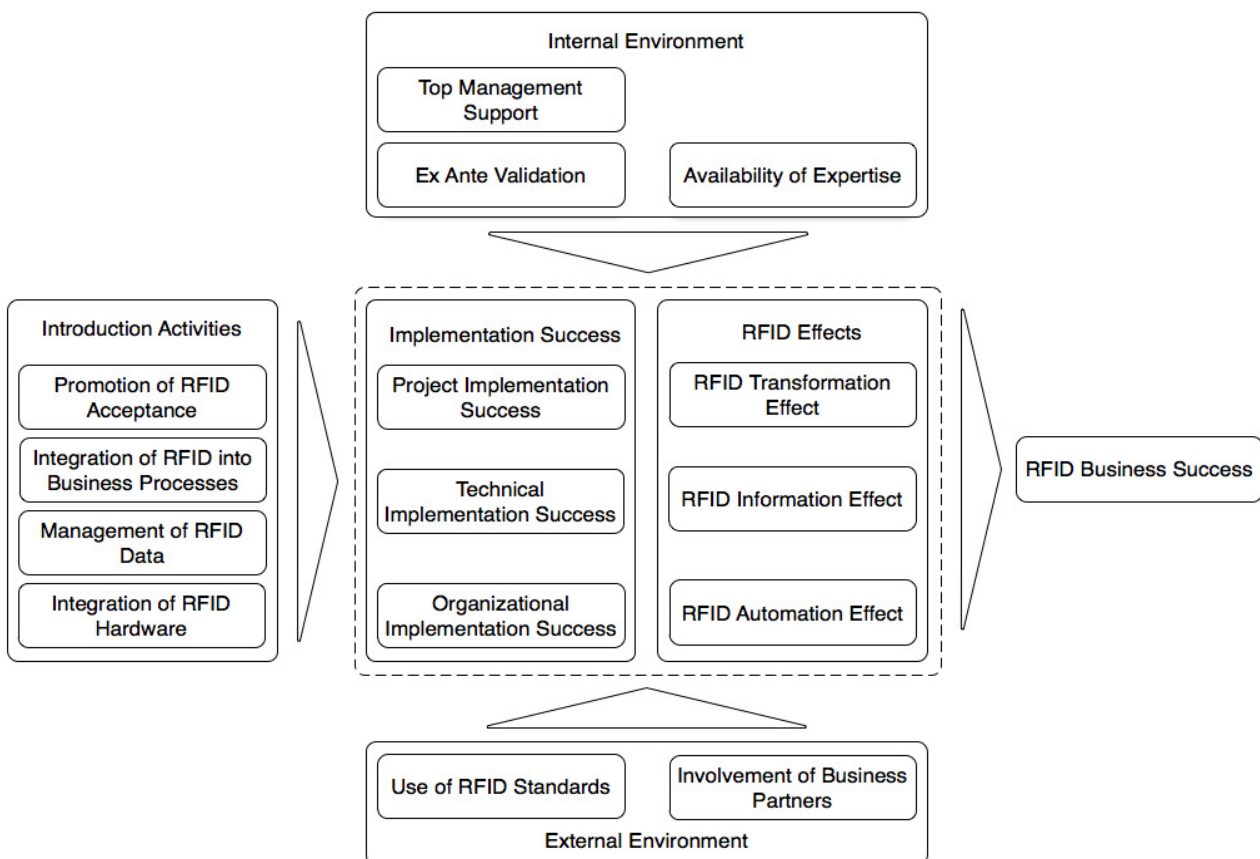 Internal Environment
Top Management
Support
Ex Ante Validation
Availability of Expertise
Introduction Activities
Promotion of RFID
Acceptance
Integration of RFID into
Business Processes
Management of RFID
Data
Integration of RFID
Hardware
Implementation Success
Project Implementation
Success
Technical
Implementation Success
Organizational
Implementation Success
RFID Effects
RFID Transformation
Effect
RFID Information Effect
RFID Automation Effect
RFID Business Success
Use of RFID Standards
Involvement of Business
Partners
External Environment